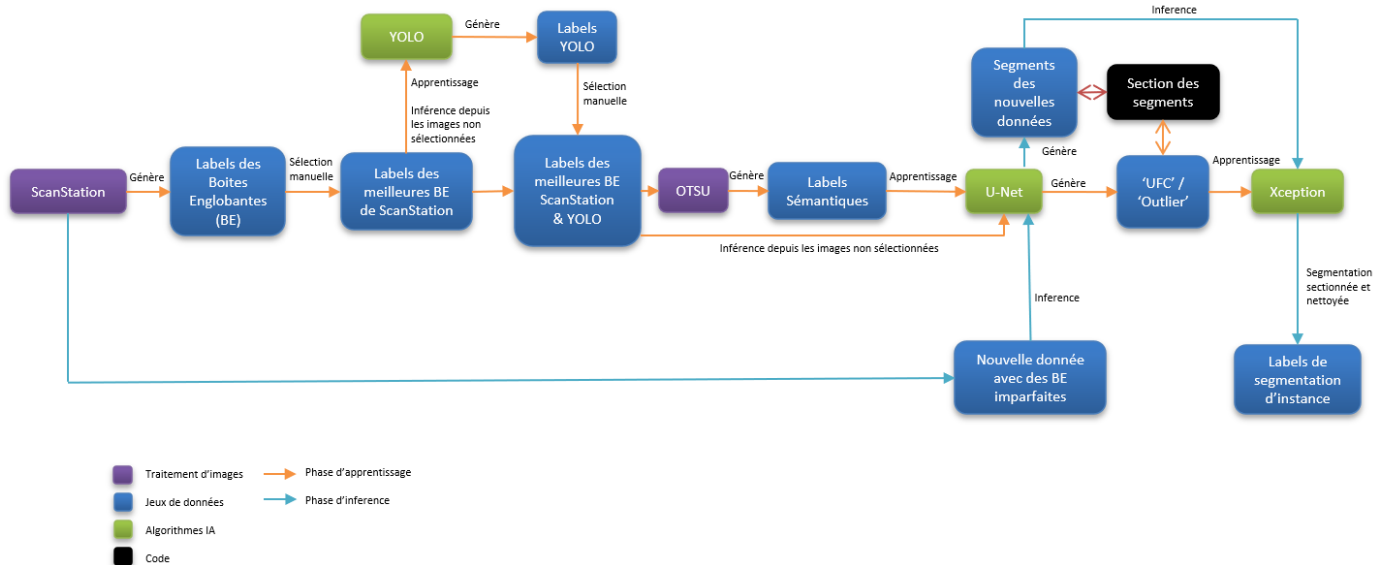 Inference
YOLO
Génère
Labels
YOLO
Segments
des
nouvelles
données
Section des
segments
Apprentissage
Inférence depuis
les images non
sélectionnées
Sélection
manuelle
Génère
ScanStation
Génère
Labels des
Boites
Englobantes
(BE)
Sélection
manuelle
Labels des
meilleures BE
de ScanStation
Labels des
meilleures BE
ScanStation
& YOLO
OTSU
Génère
Labels
Sémantiques
Apprentissage
U-Net
Génère
'UFC' /
'Outlier'
Apprentissage
Xception
Inférence depuis les images non sélectionnées
Inference
Segmentation
sectionnée et
nettoyée
Nouvelle donnée
avec des BE
imparfaites
Labels de
segmentation
d'instance
Traitement d'images
Phase d'apprentissage
Jeux de données
Phase d'inference
Algorithmes IA
Code